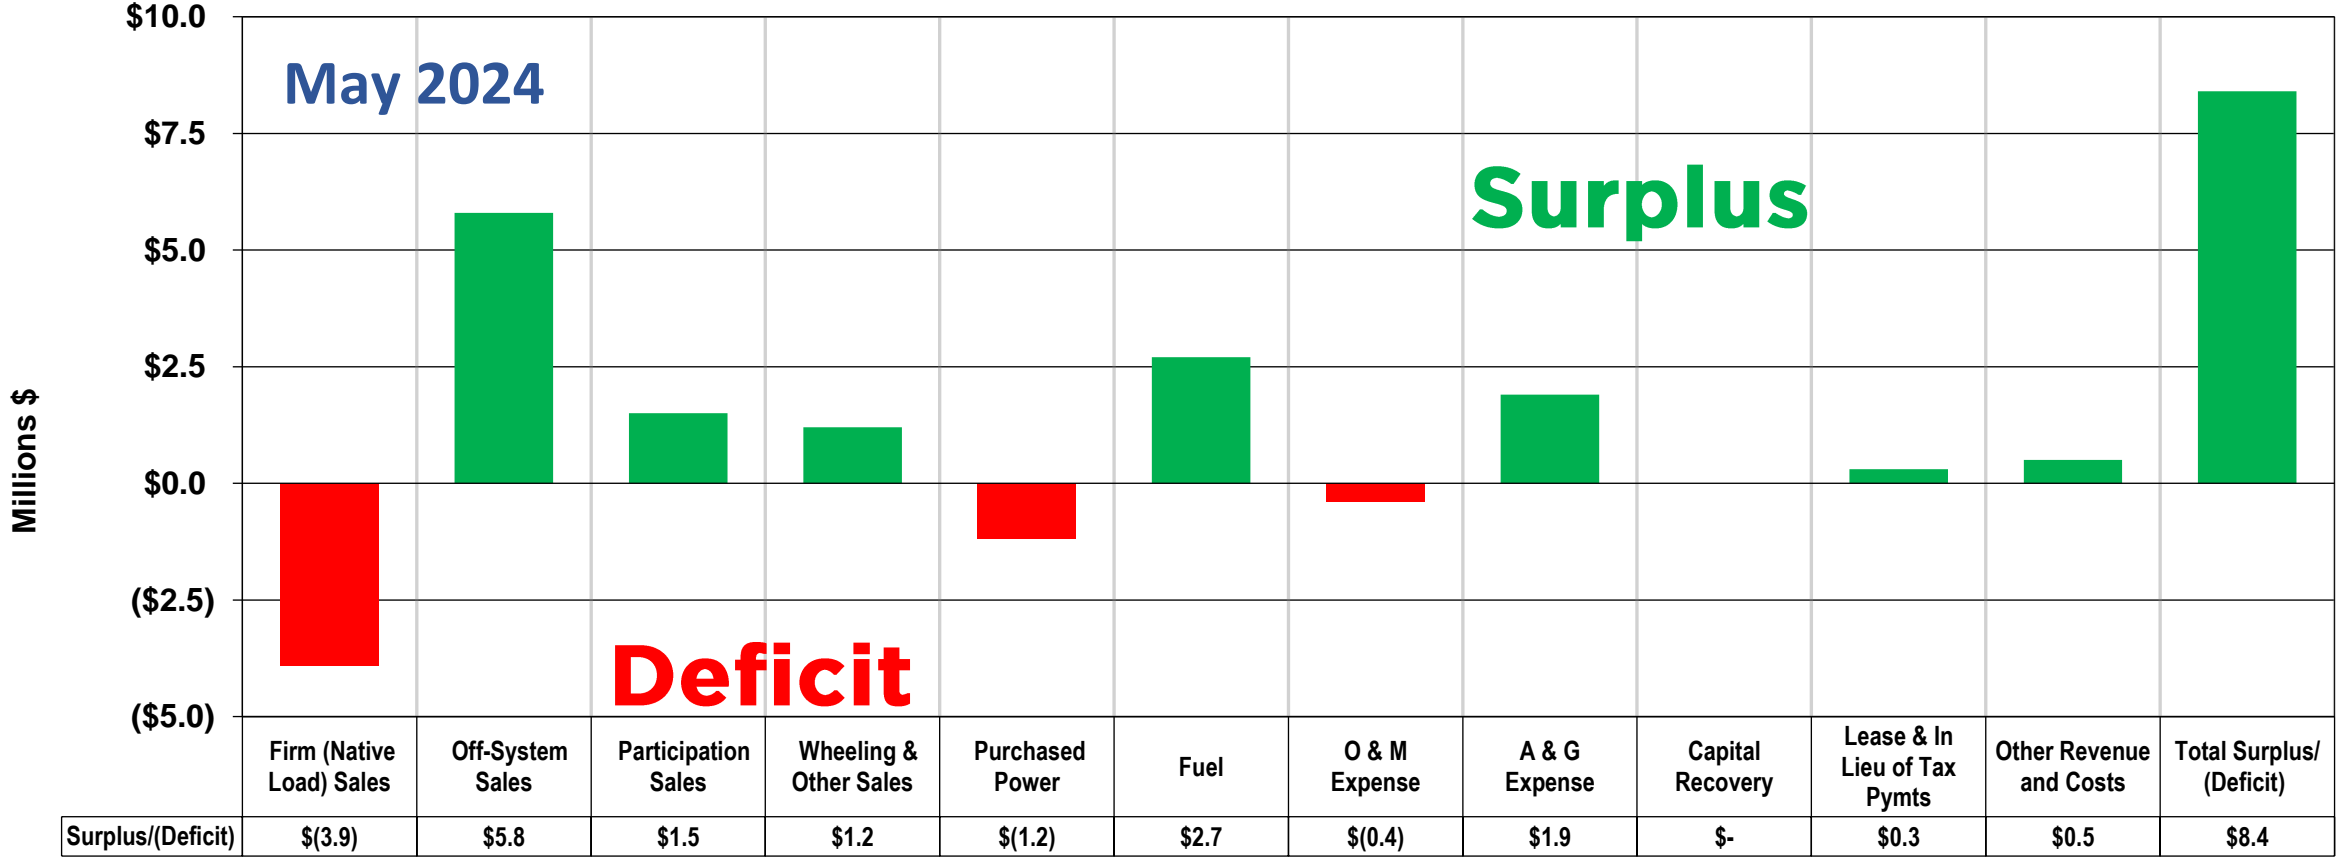 $10.0
May 2024
$7.5
Surplus
$5.0
$2.5
Millions $
$0.0
($2.5)
Deficit
($5.0)
Firm (Native
Load) Sales
Off-System
Sales
Participation
Sales
Wheeling &
Other Sales
Purchased
Power
Fuel
O & M
Expense
A & G
Expense
Capital
Recovery
Lease & In
Lieu of Tax
Pymts
Other Revenue
and Costs
Total Surplus/
(Deficit)
Surplus/(Deficit) $(3.9) $5.8 $1.5 $1.2 $(1.2) $2.7 $(0.4) $1.9 $- $0.3 $0.5 $8.4